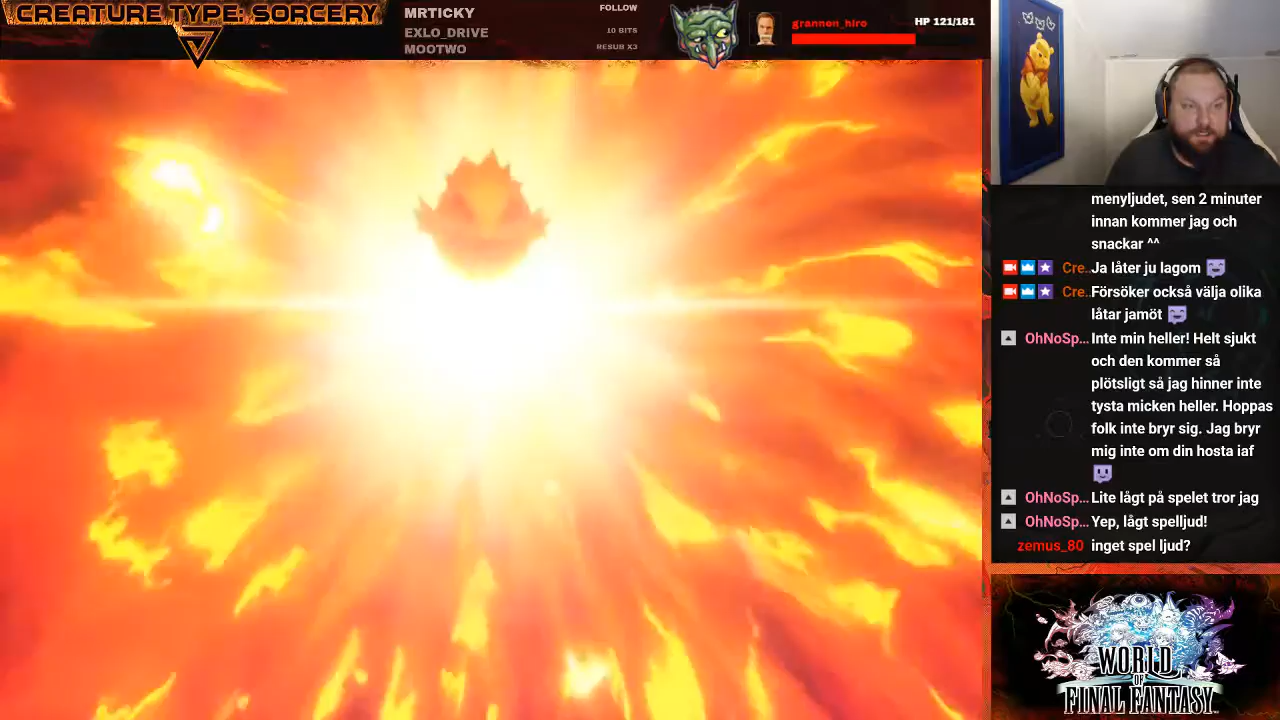 CREATURE TYPE: SORCERY
MRTICKY FOLLOW
EXLO_DRIVE 10 BITS
MOOTWO RESUB X3
grannen_hiro HP 121/181
menyljudet, sen 2 minuter
innan kommer jag och
snackar ^^
Cre.. Ja låter ju lagom
Cre.. Försöker också välja olika
låtar jamöt
OhNoSp... Inte min heller! Helt sjukt
och den kommer så
plötsligt så jag hinner inte
tysta micken heller. Hoppas
folk inte bryr sig. Jag bryr
mig inte om din hosta iaf
OhNoSp... Lite lågt på spelet tror jag
OhNoSp... Yep, lågt spelljud!
zemus_80 inget spel ljud?
WORLD
OF
FINAL FANTASY